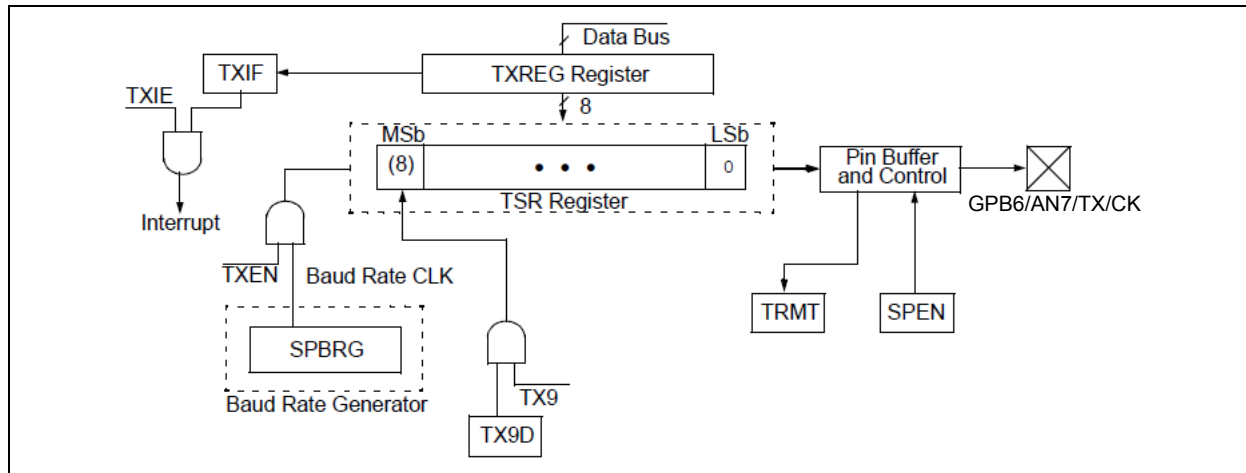 Data Bus
TXIF
TXREG Register
TXIE
8
MSb
LSb
(8)
• • •
0
Pin Buffer
and Control
TSR Register
GPB6/AN7/TX/CK
Interrupt
TXEN
Baud Rate CLK
TRMT
SPEN
SPBRG
TX9
Baud Rate Generator
TX9D